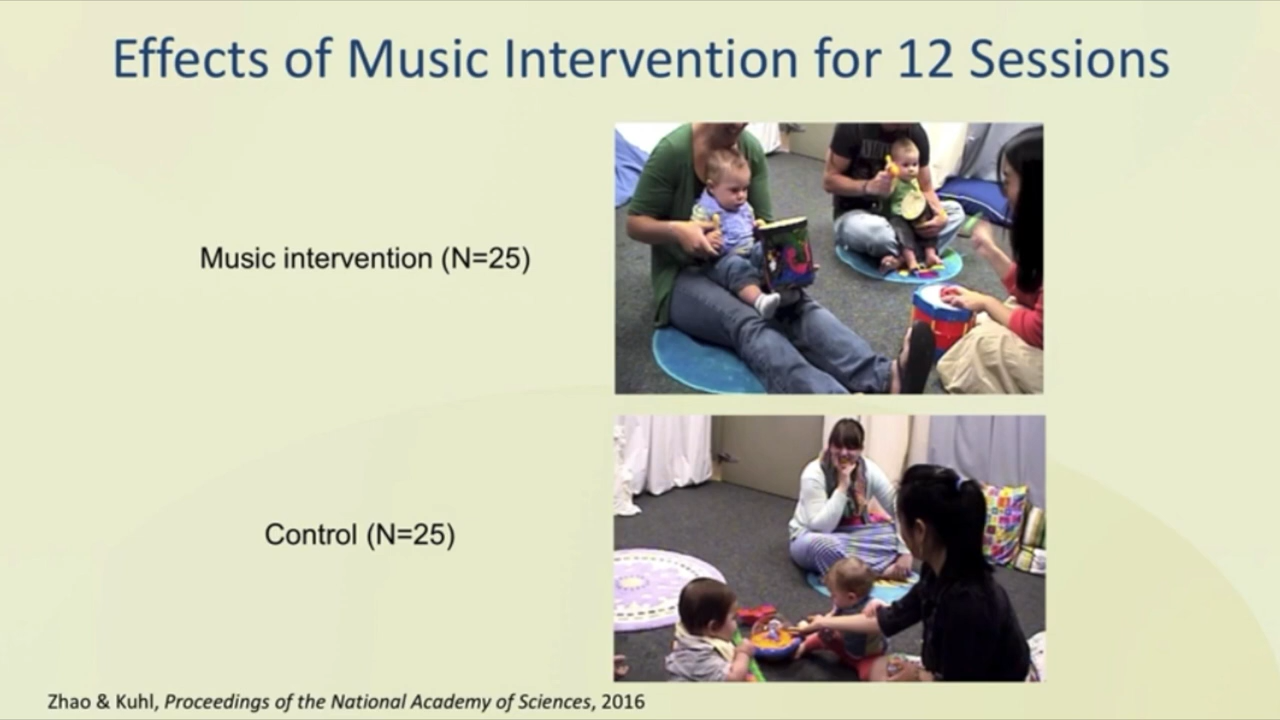 Effects of Music Intervention for 12 Sessions
Music intervention (N=25)
Control (N=25)
Zhao & Kuhl, Proceedings of the National Academy of Sciences, 2016